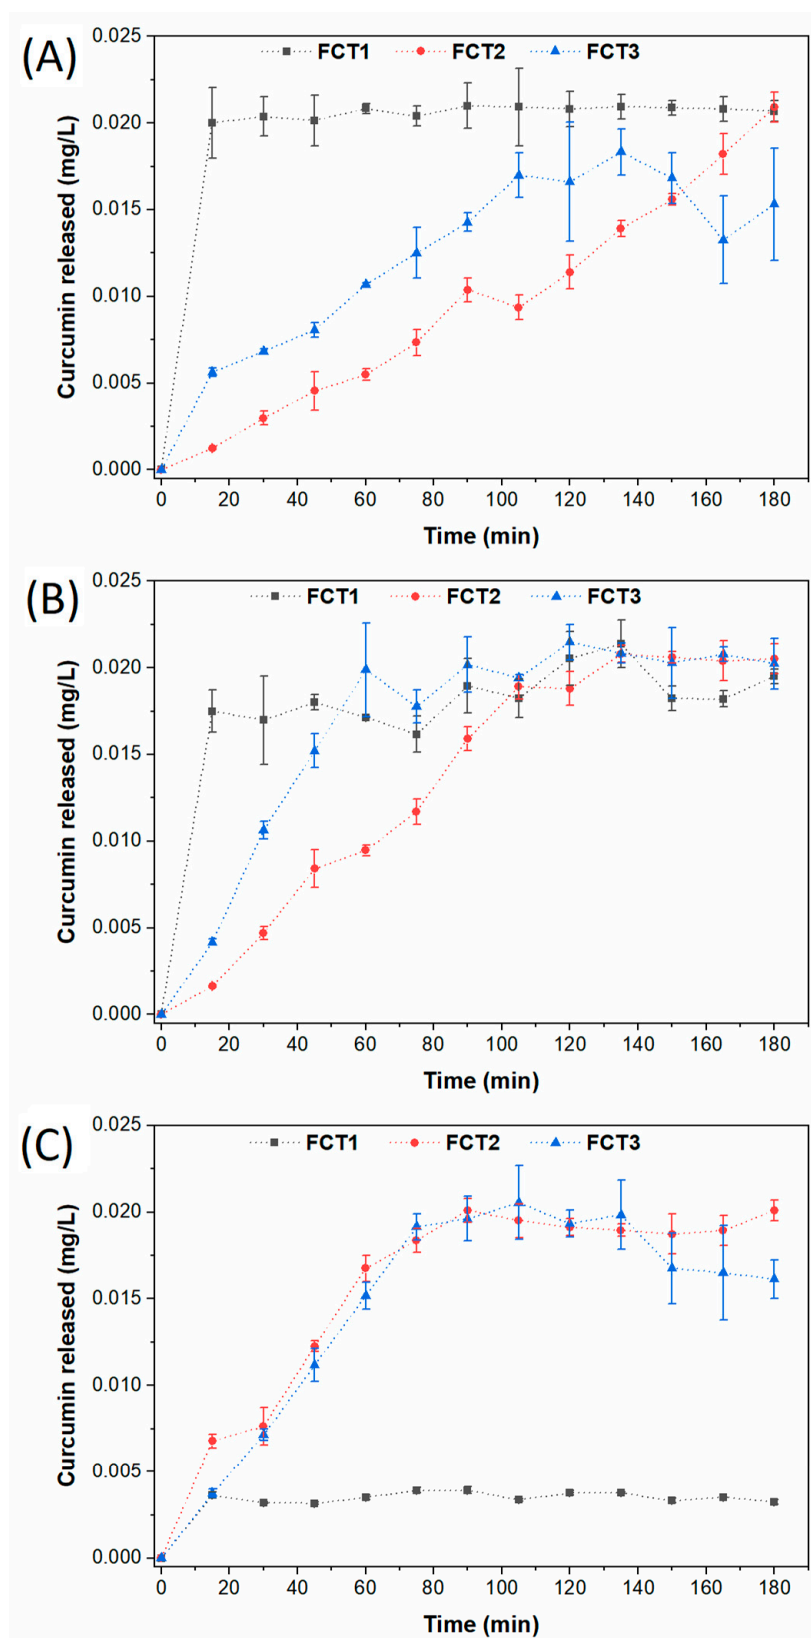 (A)
FCT1 FCT2 FCT3
Curcumin released (mg/L)
0.025
0.020
0.015
0.010
0.005
0.000
0 20 40 60 80 100 120 140 160 180
Time (min)
(B)
FCT1 FCT2 FCT3
Curcumin released (mg/L)
0.025
0.020
0.015
0.010
0.005
0.000
0 20 40 60 80 100 120 140 160 180
Time (min)
(C)
FCT1 FCT2 FCT3
Curcumin released (mg/L)
0.025
0.020
0.015
0.010
0.005
0.000
0 20 40 60 80 100 120 140 160 180
Time (min)